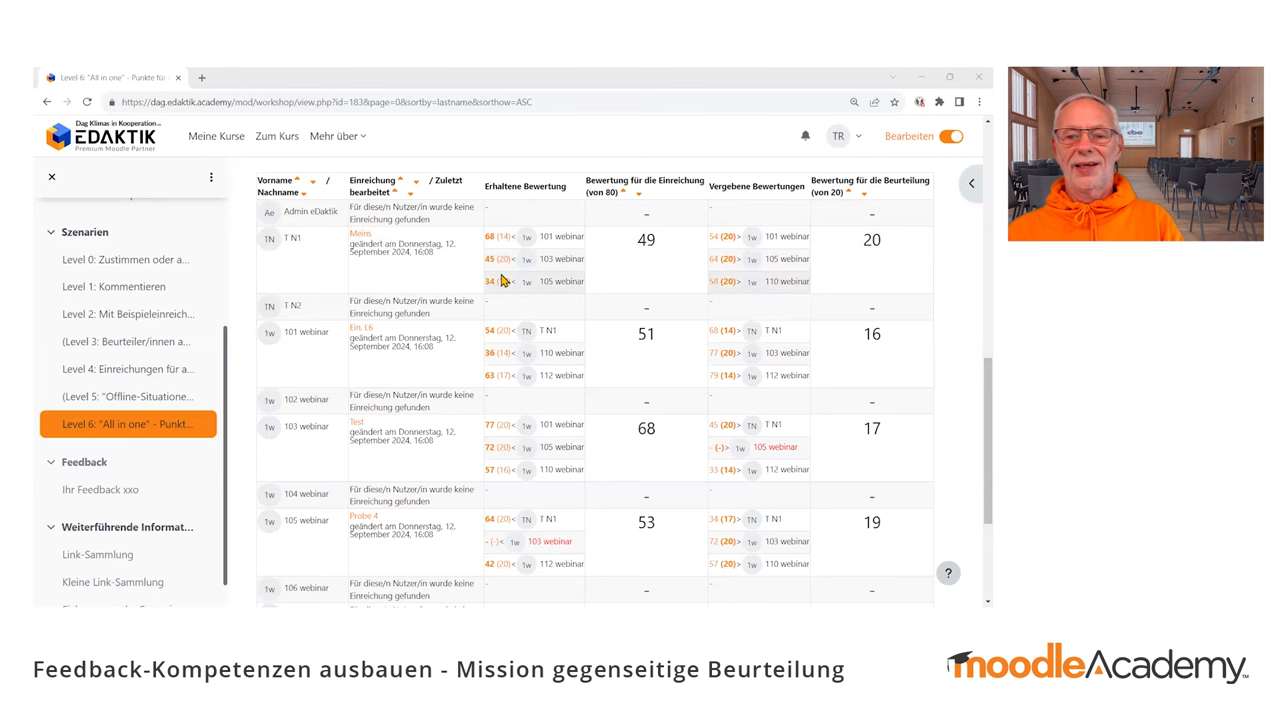 Level 6: "All in one" - Punkte für
https://dag.edaktik.academy/mod/workshop/view.php?id=183&page=0&sortby=lastname&sorthow=ASC
Dag Klimas in Kooperation...
EDAKTIK
Premium Moodle Partner
Meine Kurse
Zum Kurs
Mehr über
TR
Bearbeiten
Szenarien
Level 0: Zustimmen oder a...
Level 1: Kommentieren
Level 2: Mit Beispieleinreich...
(Level 3: Beurteiler/innen a...
Level 4: Einreichungen für a...
(Level 5: "Offline-Situatione...
Level 6: "All in one" - Punkt...
Feedback
Ihr Feedback xxo
Weiterführende Informat...
Link-Sammlung
Kleine Link-Sammlung
Vorname / Nachname
Einreichung / Zuletzt bearbeitet
Erhaltene Bewertung
Bewertung für die Einreichung (von 80)
Vergebene Bewertungen
Bewertung für die Beurteilung (von 20)
Ae Admin eDaktik
Für diese/n Nutzer/in wurde keine
Einreichung gefunden
- - - -
TN T N1
Meins
geändert am Donnerstag, 12.
September 2024, 16:08
68 (14)< 1w 101 webinar
45 (20)< 1w 103 webinar
34 < 1w 105 webinar
49
54 (20)> 1w 101 webinar
64 (20)> 1w 105 webinar
58 (20)> 1w 110 webinar
20
TN T N2
Für diese/n Nutzer/in wurde keine
Einreichung gefunden
- - - -
1w 101 webinar
Ein. L6
geändert am Donnerstag, 12.
September 2024, 16:08
54 (20)< TN T N1
36 (14)< 1w 110 webinar
63 (17)< 1w 112 webinar
51
68 (14)> TN T N1
77 (20)> 1w 103 webinar
79 (14)> 1w 112 webinar
16
1w 102 webinar
Für diese/n Nutzer/in wurde keine
Einreichung gefunden
- - - -
1w 103 webinar
Test
geändert am Donnerstag, 12.
September 2024, 16:08
77 (20)< 1w 101 webinar
72 (20)< 1w 105 webinar
57 (16)< 1w 110 webinar
68
45 (20)> TN T N1
- (-)> 1w 105 webinar
33 (14)> 1w 112 webinar
17
1w 104 webinar
Für diese/n Nutzer/in wurde keine
Einreichung gefunden
- - - -
1w 105 webinar
Probe 4
geändert am Donnerstag, 12.
September 2024, 16:08
64 (20)< TN T N1
- (-)< 1w 103 webinar
42 (20)< 1w 112 webinar
53
34 (17)> TN T N1
72 (20)> 1w 103 webinar
57 (20)> 1w 110 webinar
19
1w 106 webinar
Für diese/n Nutzer/in wurde keine
Einreichung gefunden
- - - -
?
Feedback-Kompetenzen ausbauen - Mission gegenseitige Beurteilung
moodleAcademy™